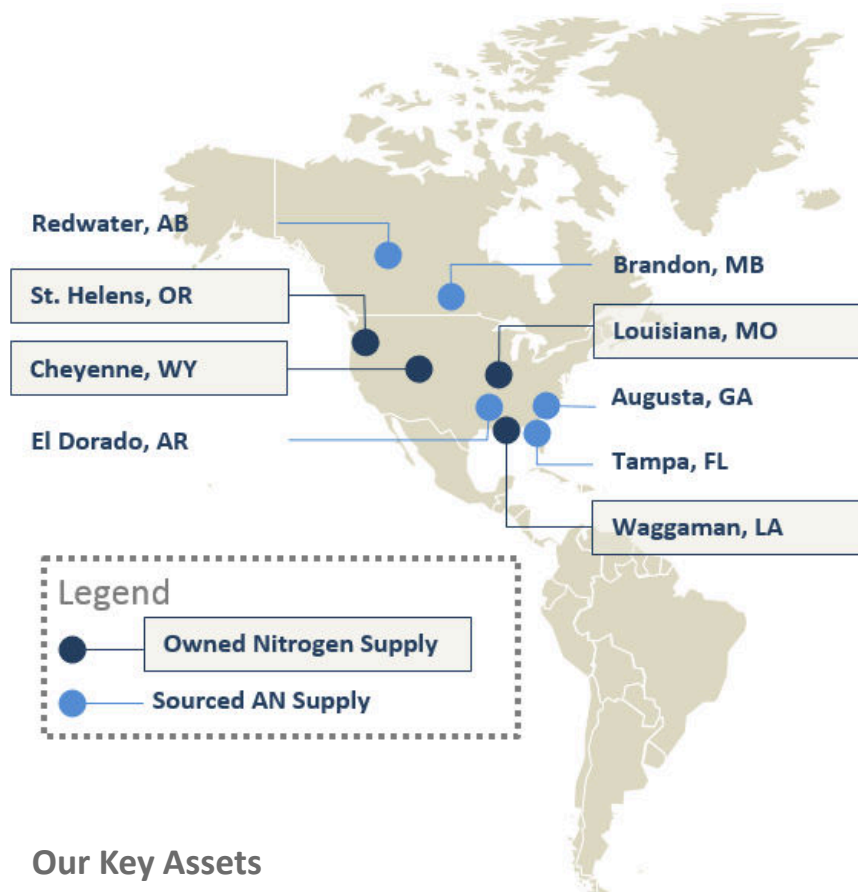 Redwater, AB
Brandon, MB
St. Helens, OR
Louisiana, MO
Cheyenne, WY
Augusta, GA
El Dorado, AR
Tampa, FL
Waggaman, LA
Legend
Owned Nitrogen Supply
Sourced AN Supply
Our Key Assets